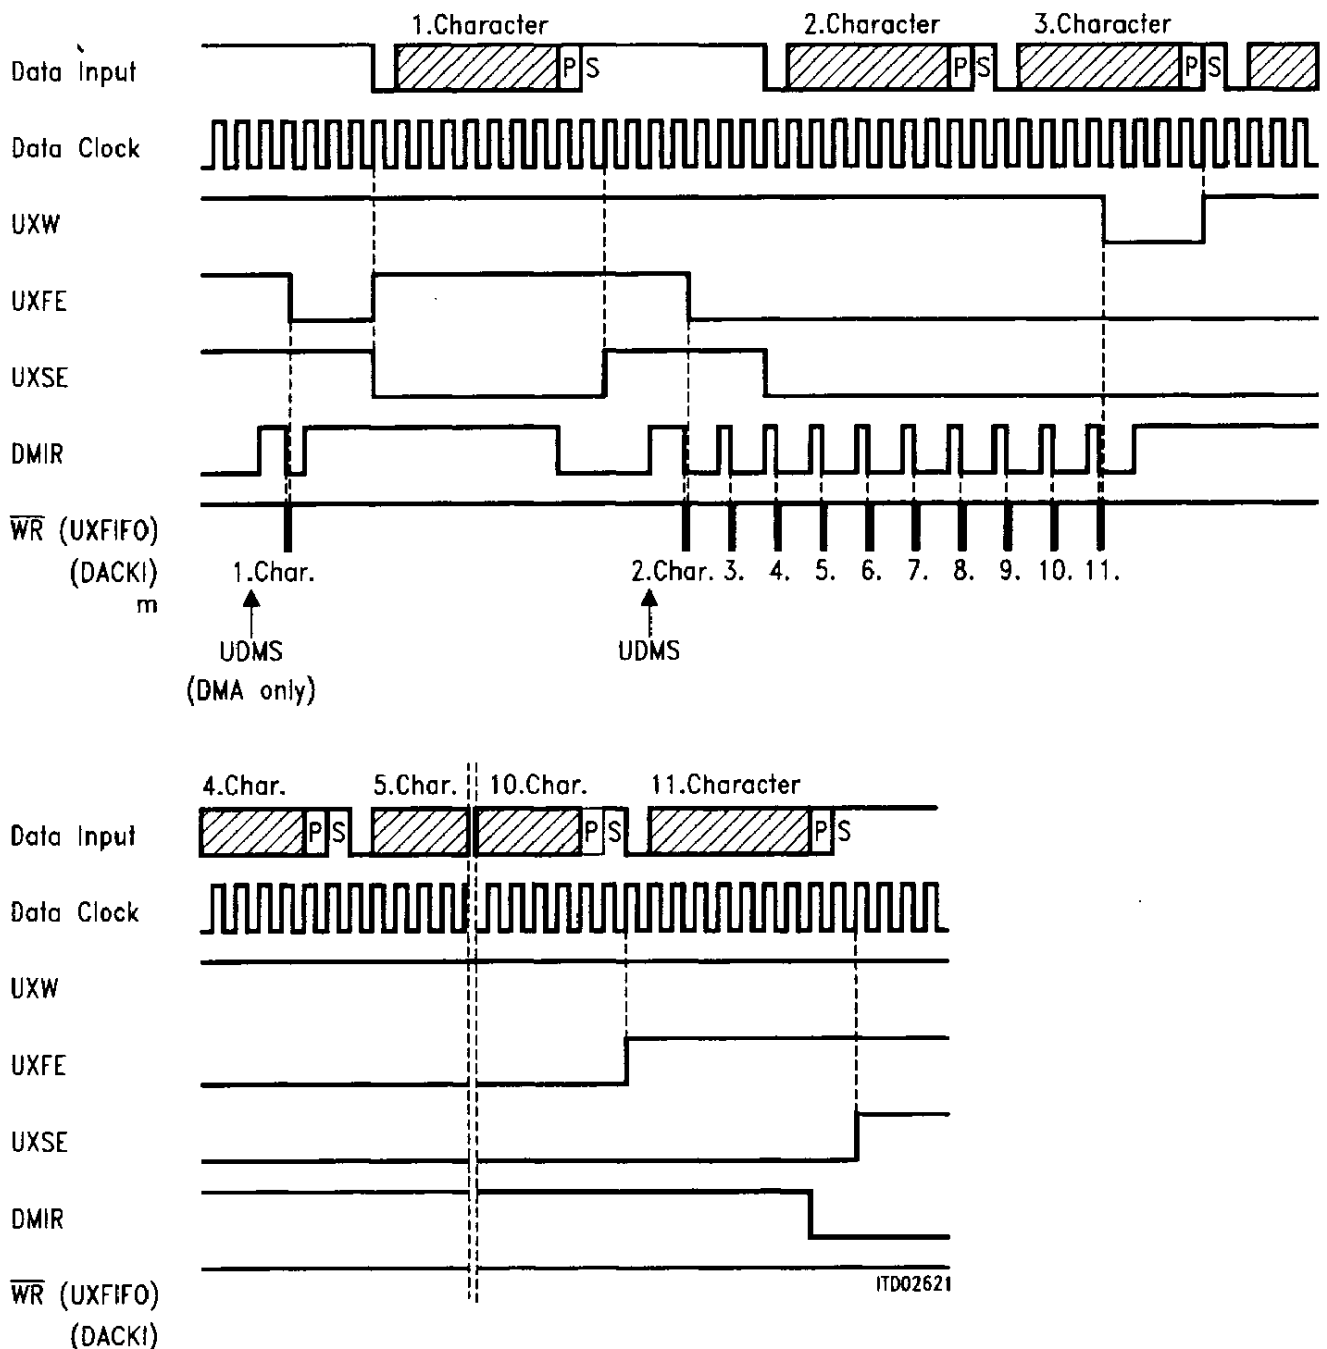 1.Character 2.Character 3.Character
Data Input P S P S P S
Data Clock
UXW
UXFE
UXSE
DMIR
WR (UXFIFO)
(DACKI) 1.Char. 2.Char. 3. 4. 5. 6. 7. 8. 9. 10. 11.
m
UDMS UDMS
(DMA only)
4.Char. 5.Char. 10.Char. 11.Character
Data Input P S P S P S
Data Clock
UXW
UXFE
UXSE
DMIR
ITD02621
WR (UXFIFO)
(DACKI)